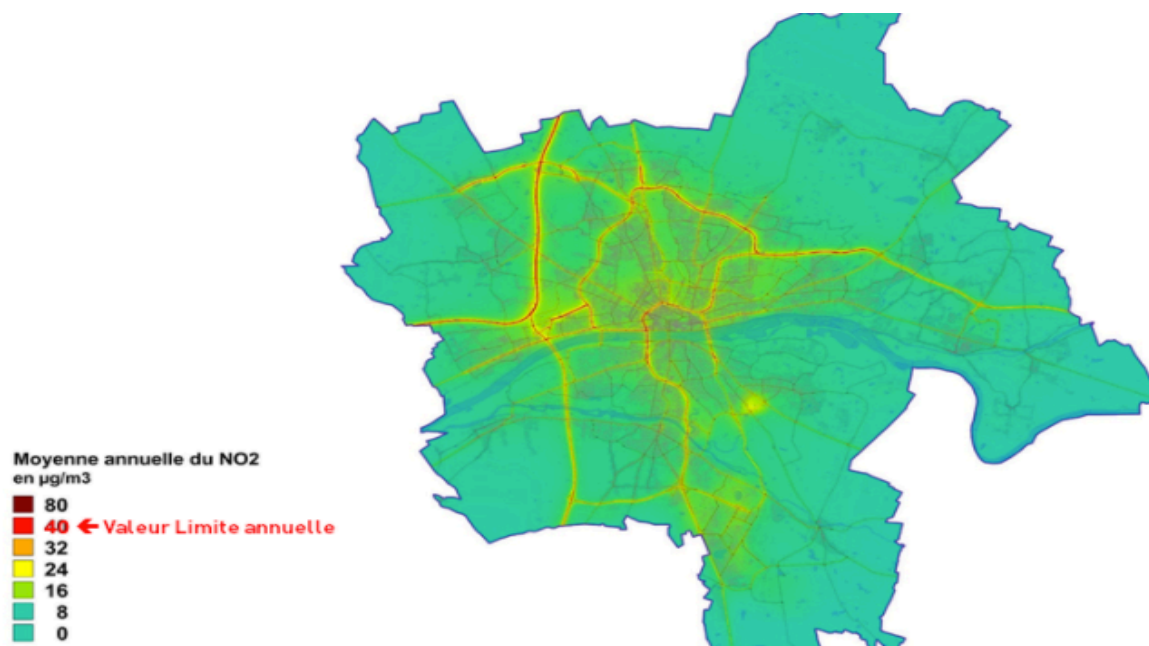 Moyenne annuelle du NO2
en µg/m3
80
40 ← Valeur Limite annuelle
32
24
16
8
0